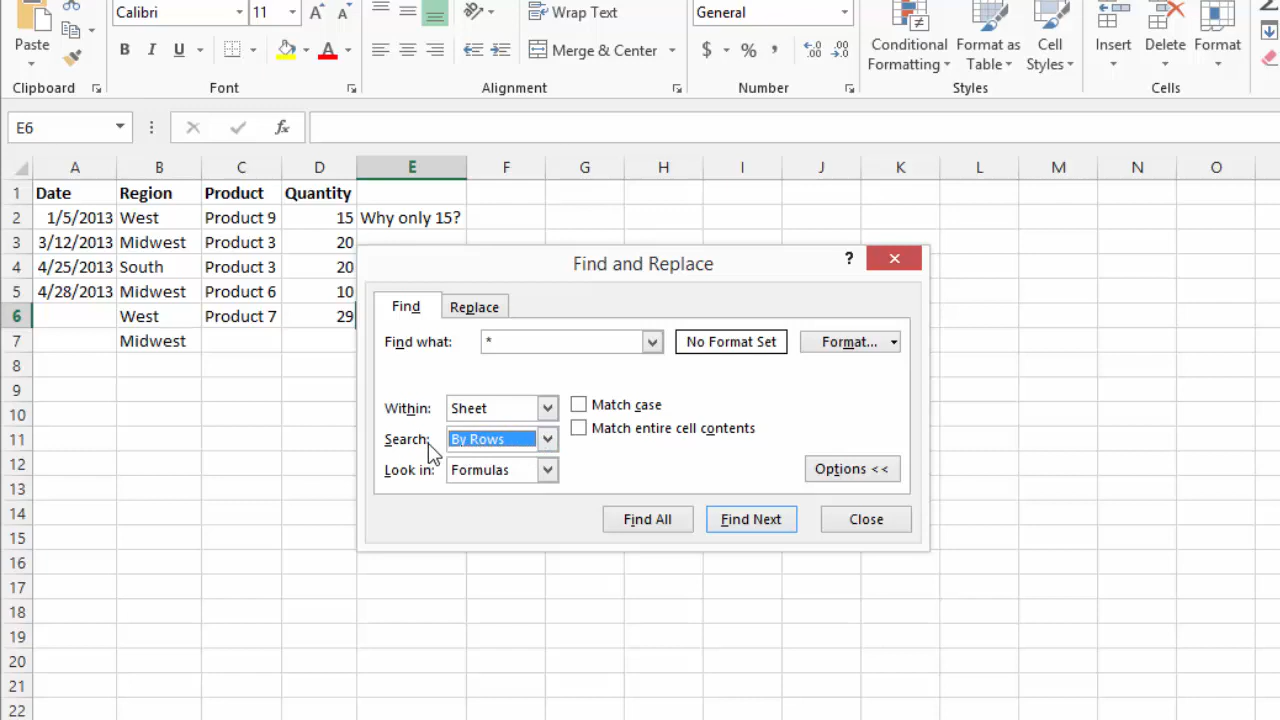 Calibri 11 A A Wrap Text General
Paste B I U A Merge & Center $ % , .00 Conditional Formatting Format as Table Cell Styles Insert Delete Format
Clipboard Font Alignment Number Styles Cells
E6 fx
A B C D E F G H I J K L M N O
1 Date Region Product Quantity
2 1/5/2013 West Product 9 15 Why only 15?
3 3/12/2013 Midwest Product 3 20
4 4/25/2013 South Product 3 20
5 4/28/2013 Midwest Product 6 10
6 West Product 7 29
7 Midwest
8
9
10
11
12
13
14
15
16
17
18
19
20
21
22
Find and Replace ?
Find Replace
Find what: * No Format Set Format...
Within: Sheet Match case
Search: By Rows Match entire cell contents
Look in: Formulas Options <<
Find All Find Next Close